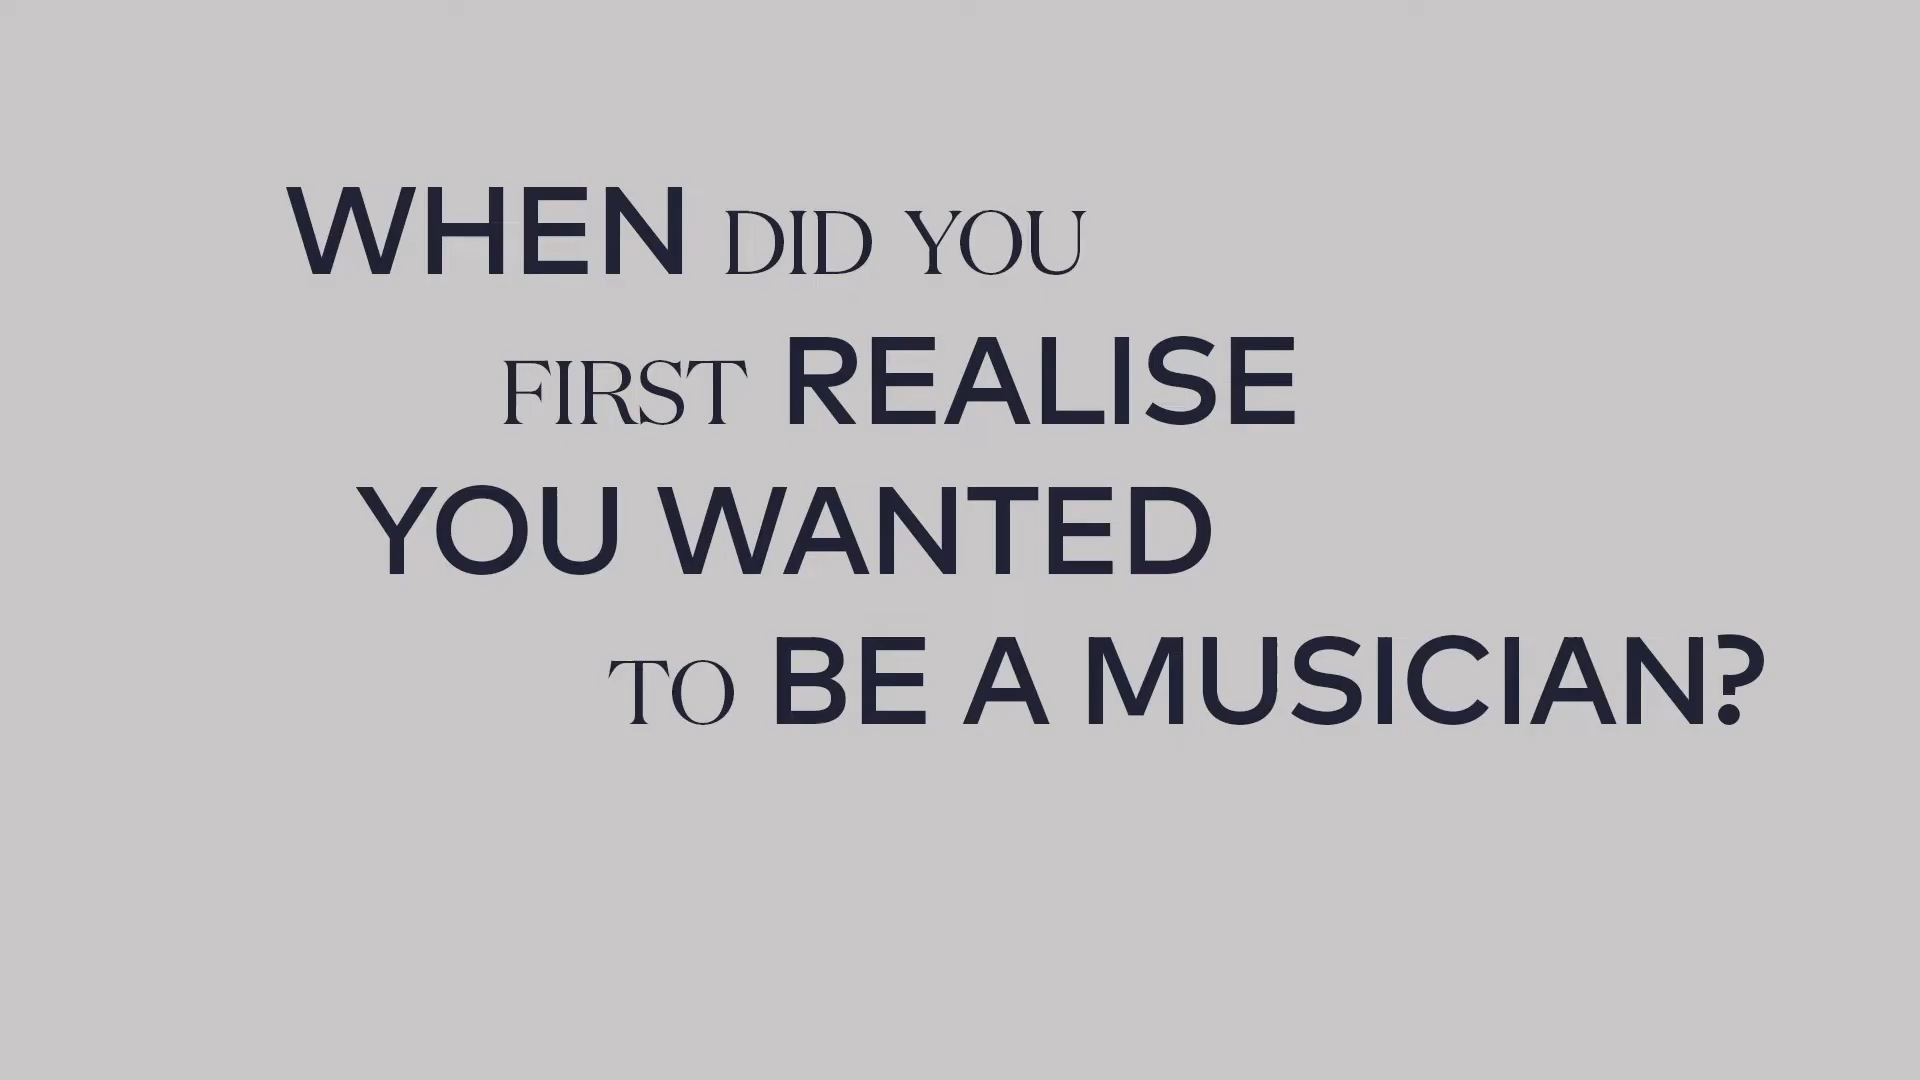 WHEN DID YOU
FIRST REALISE
YOU WANTED
TO BE A MUSICIAN?